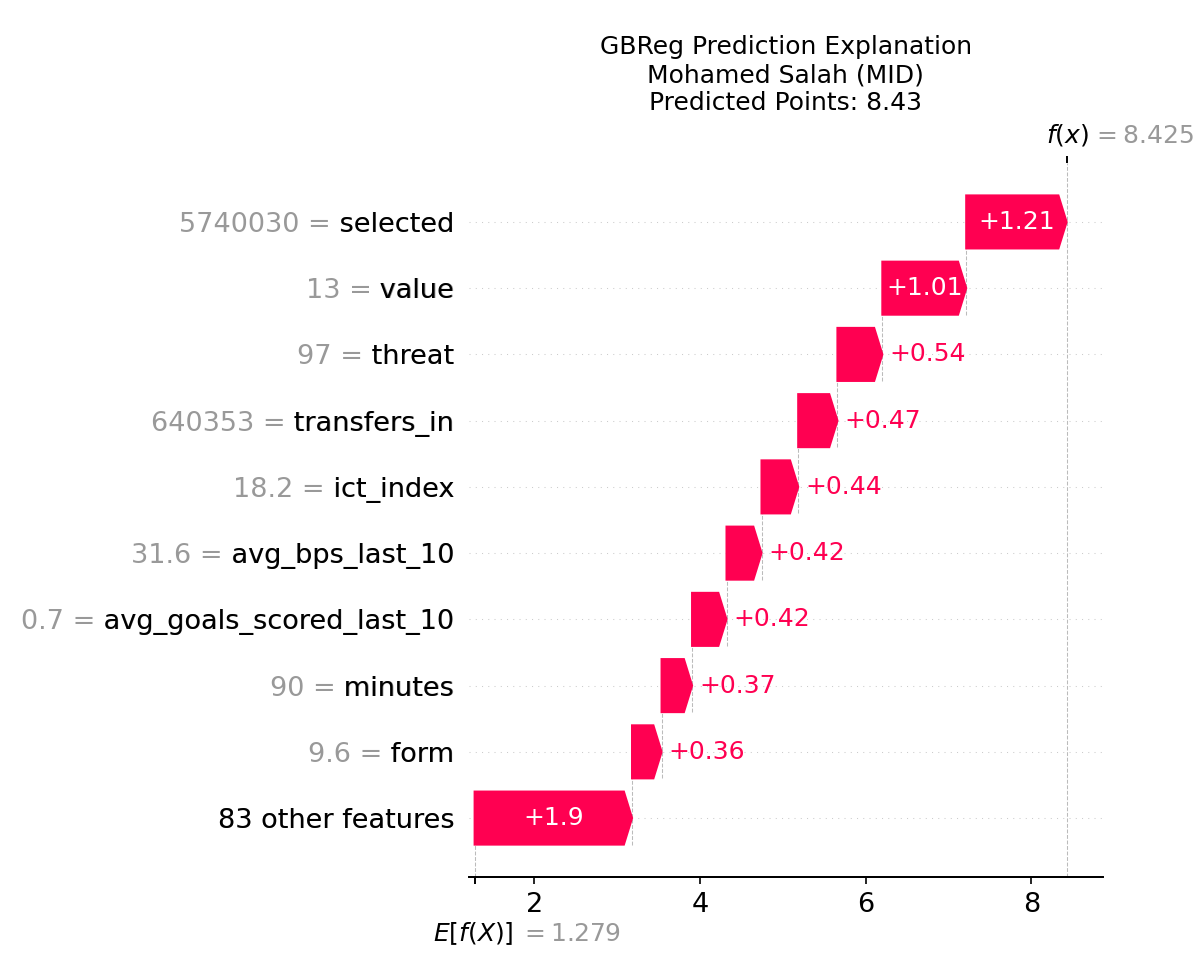 GBReg Prediction Explanation
Mohamed Salah (MID)
Predicted Points: 8.43
f(x) = 8.425
5740030 = selected +1.21
13 = value +1.01
97 = threat +0.54
640353 = transfers_in +0.47
18.2 = ict_index +0.44
31.6 = avg_bps_last_10 +0.42
0.7 = avg_goals_scored_last_10 +0.42
90 = minutes +0.37
9.6 = form +0.36
83 other features +1.9
2 4 6 8
E[f(X)] = 1.279